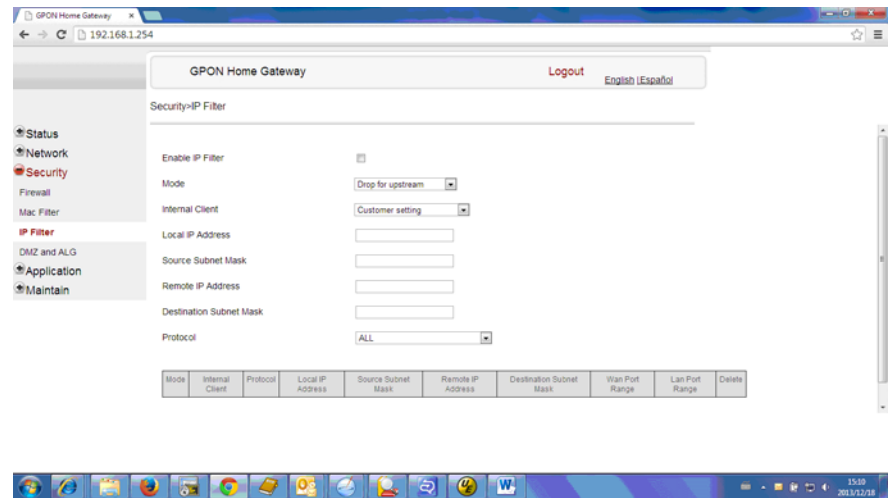 GPON Home Gateway
192.168.1.254
GPON Home Gateway
Logout
English |Español
Security>IP Filter
Status
Network
Security
Firewall
Mac Filter
IP Filter
DMZ and ALG
Application
Maintain
Enable IP Filter
Mode
Drop for upstream
Internal Client
Customer setting
Local IP Address
Source Subnet Mask
Remote IP Address
Destination Subnet Mask
Protocol
ALL
Mode
Internal Client
Protocol
Local IP Address
Source Subnet Mask
Remote IP Address
Destination Subnet Mask
Wan Port Range
Lan Port Range
Delete
15:10
2013/12/18